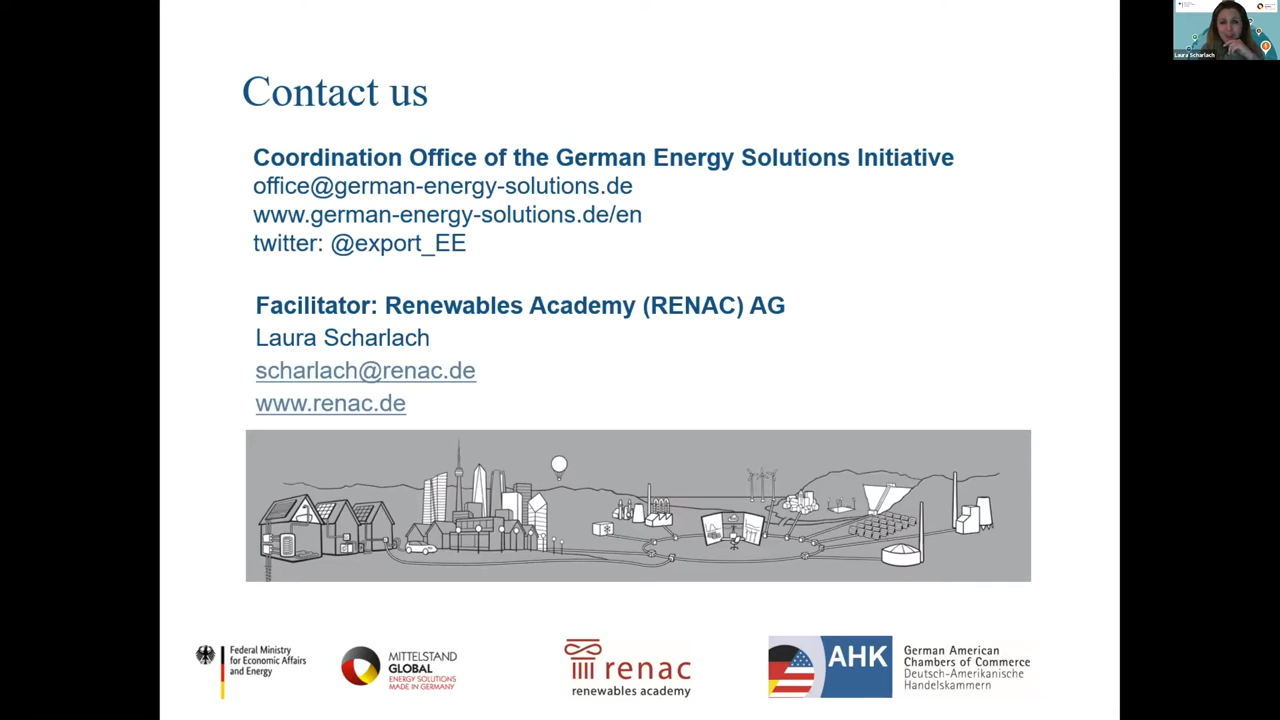 Laura Scharlach
Contact us
Coordination Office of the German Energy Solutions Initiative
office@german-energy-solutions.de
www.german-energy-solutions.de/en
twitter: @export_EE
Facilitator: Renewables Academy (RENAC) AG
Laura Scharlach
scharlach@renac.de
www.renac.de
Federal Ministry
for Economic Affairs
and Energy
MITTELSTAND
GLOBAL
ENERGY SOLUTIONS
MADE IN GERMANY
renac
renewables academy
AHK
German American
Chambers of Commerce
Deutsch-Amerikanische
Handelskammern